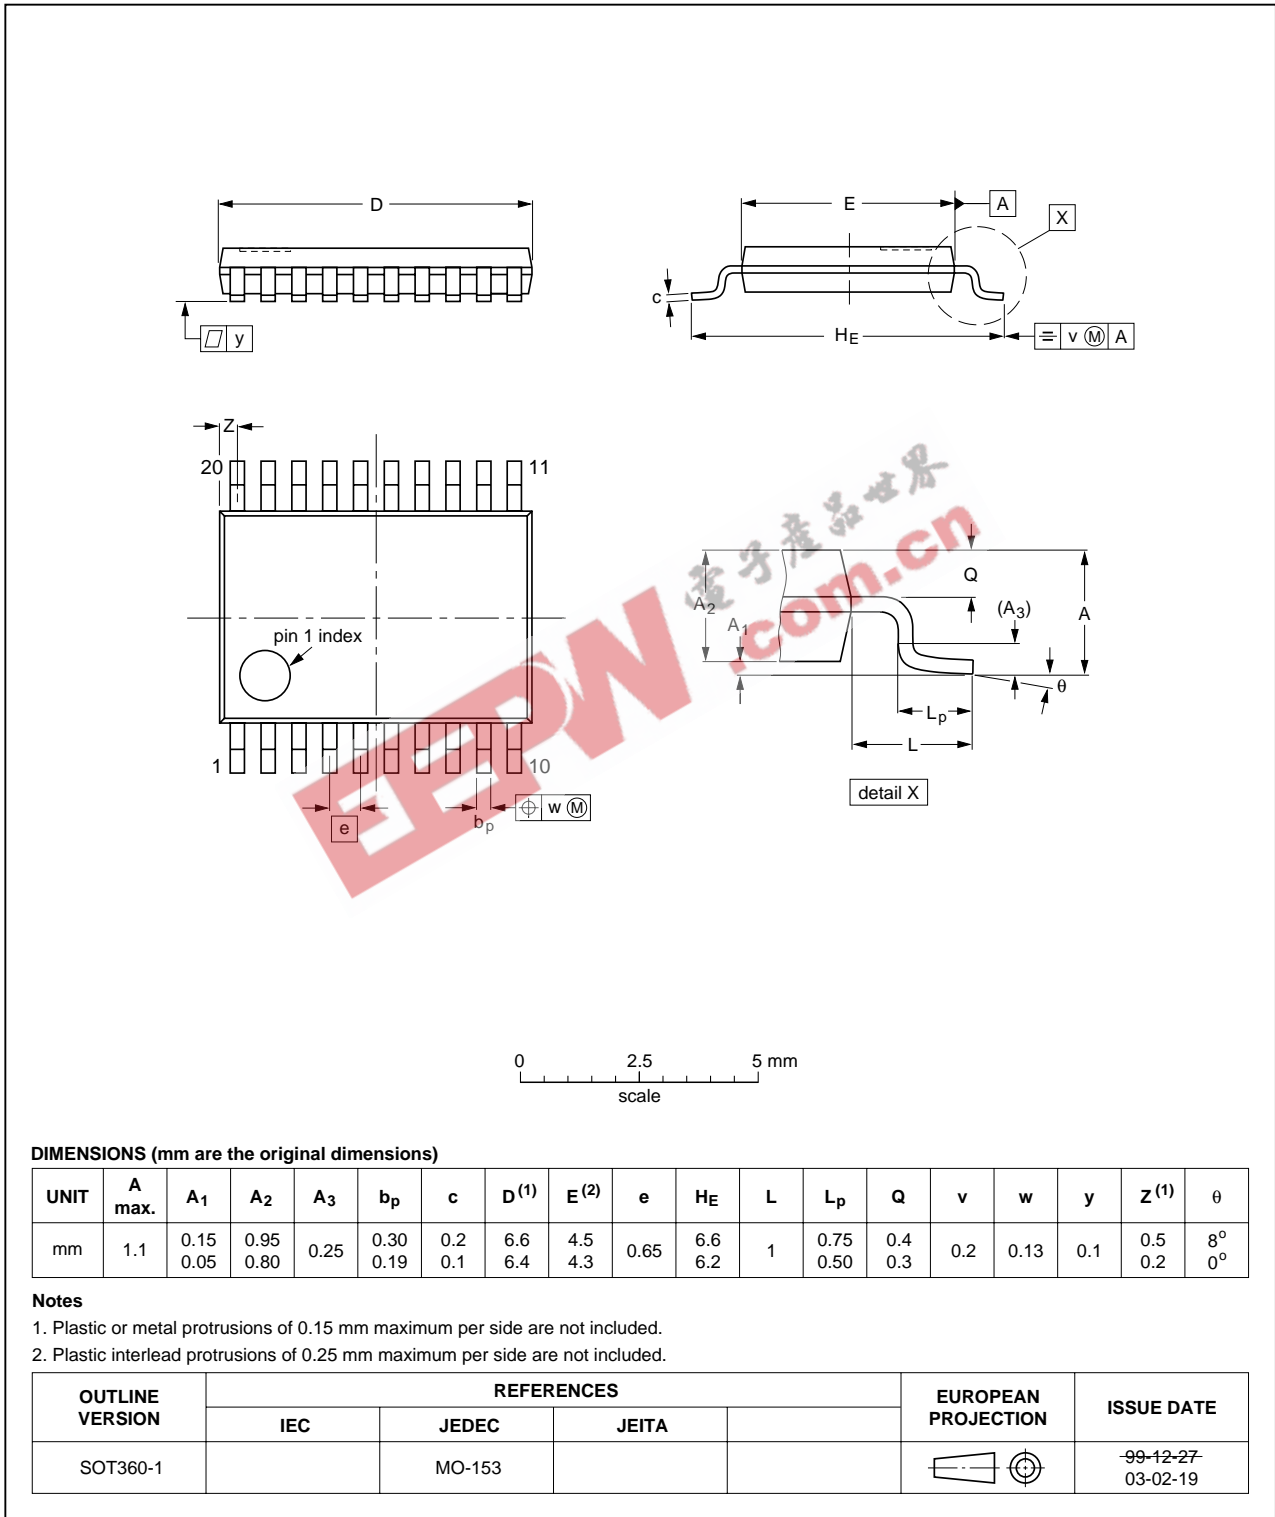 D
E
A
X
c
y
HE
v M A
Z
20
11
電子產品世界
.com.cn
EEPW
Q
A2
A1
(A3)
A
pin 1 index
θ
Lp
L
1
10
detail X
e
bp
w M
0 2.5 5 mm
scale
DIMENSIONS (mm are the original dimensions)
UNIT A max. A1 A2 A3 bp c D(1) E(2) e HE L Lp Q v w y Z(1) θ
mm 1.1 0.15 0.05 0.95 0.80 0.25 0.30 0.19 0.2 0.1 6.6 6.4 4.5 4.3 0.65 6.6 6.2 1 0.75 0.50 0.4 0.3 0.2 0.13 0.1 0.5 0.2 8° 0°
Notes
1. Plastic or metal protrusions of 0.15 mm maximum per side are not included.
2. Plastic interlead protrusions of 0.25 mm maximum per side are not included.
OUTLINE VERSION REFERENCES EUROPEAN PROJECTION ISSUE DATE
IEC JEDEC JEITA
SOT360-1 MO-153 99-12-27
03-02-19